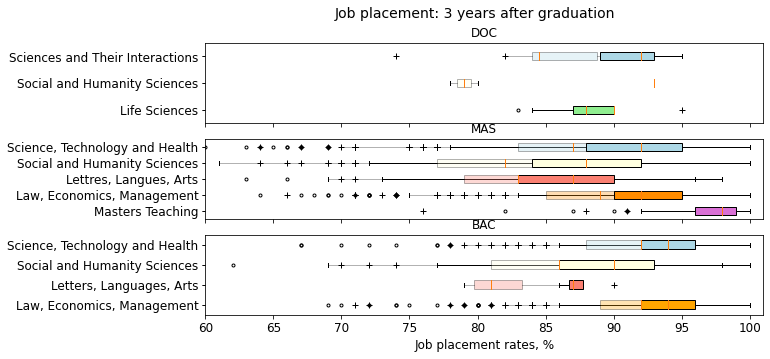 Job placement: 3 years after graduation
DOC
Sciences and Their Interactions
Social and Humanity Sciences
Life Sciences
MAS
Science, Technology and Health
Social and Humanity Sciences
Lettres, Langues, Arts
Law, Economics, Management
Masters Teaching
BAC
Science, Technology and Health
Social and Humanity Sciences
Letters, Languages, Arts
Law, Economics, Management
60 65 70 75 80 85 90 95 100
Job placement rates, %